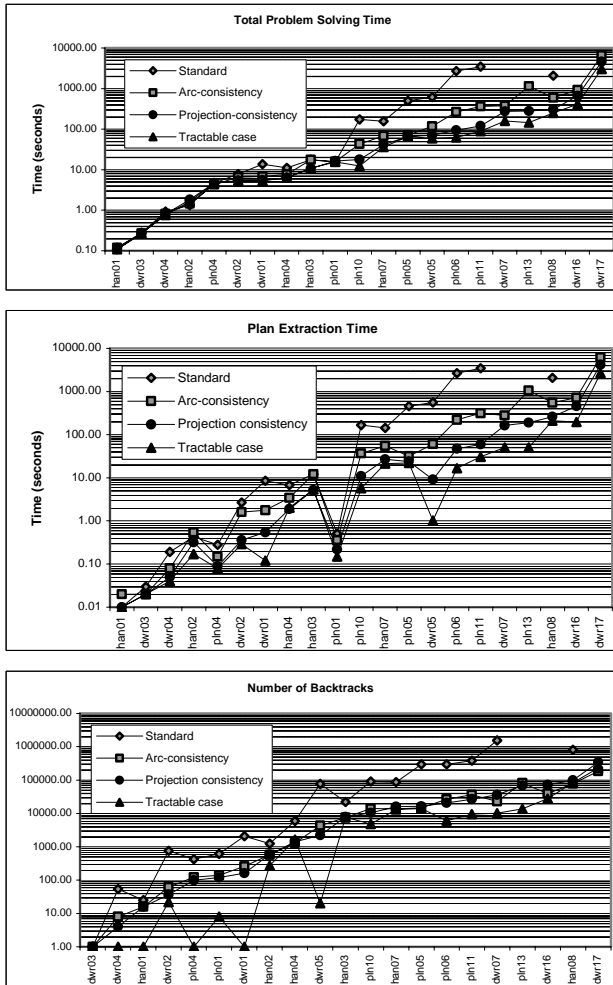 Total Problem Solving Time
10000.00
1000.00
100.00
10.00
1.00
0.10
Time (seconds)
Standard
Arc-consistency
Projection-consistency
Tractable case
han01
dwr03
dwr04
han02
pln04
dwr02
dwr01
han04
han03
pln01
pln10
han07
pln05
dwr05
pln06
pln11
dwr07
pln13
han08
dwr16
dwr17
Plan Extraction Time
10000.00
1000.00
100.00
10.00
1.00
0.10
0.01
Time (seconds)
Standard
Arc-consistency
Projection consistency
Tractable case
han01
dwr03
dwr04
han02
pln04
dwr02
dwr01
han04
han03
pln01
pln10
han07
pln05
dwr05
pln06
pln11
dwr07
pln13
han08
dwr16
dwr17
Number of Backtracks
10000000.00
1000000.00
100000.00
10000.00
1000.00
100.00
10.00
1.00
Standard
Arc-consistency
Projection consistency
Tractable case
dwr03
dwr04
han01
dwr02
pln04
pln01
dwr01
han02
han04
dwr05
han03
pln10
han07
pln05
pln06
pln11
dwr07
pln13
dwr16
han08
dwr17